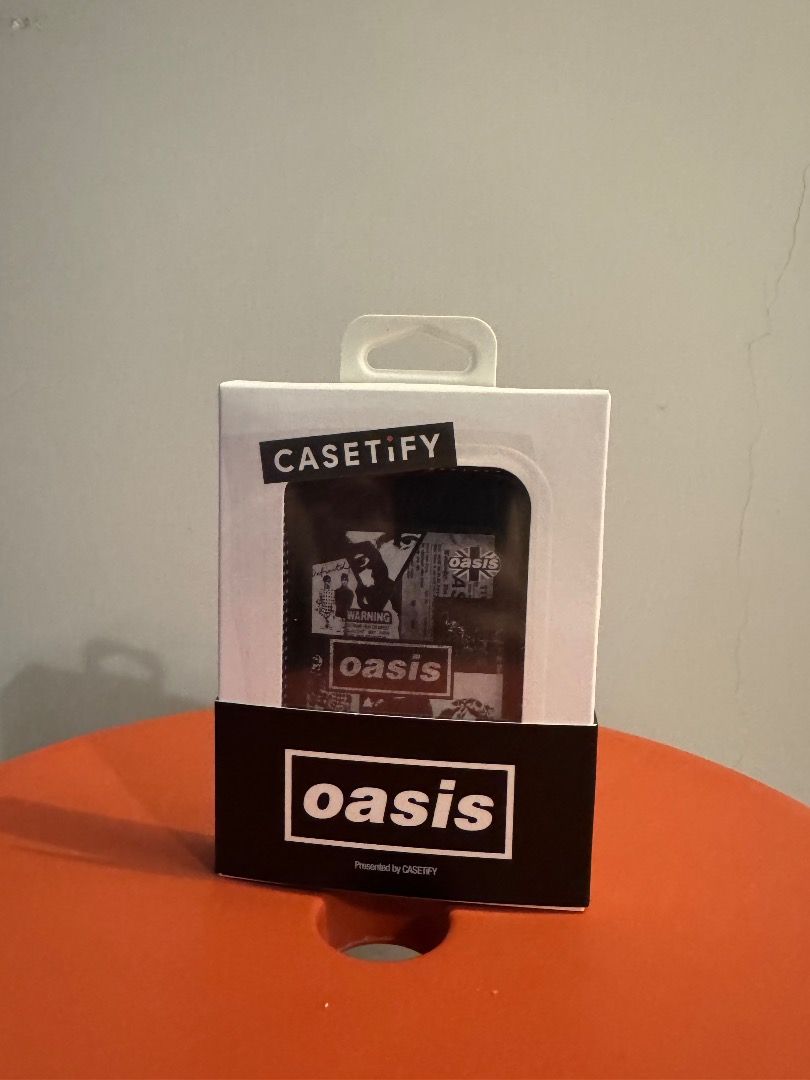 CASETiFY
oasis
WARNING
oasis
oasis
Presented by CASETiFY